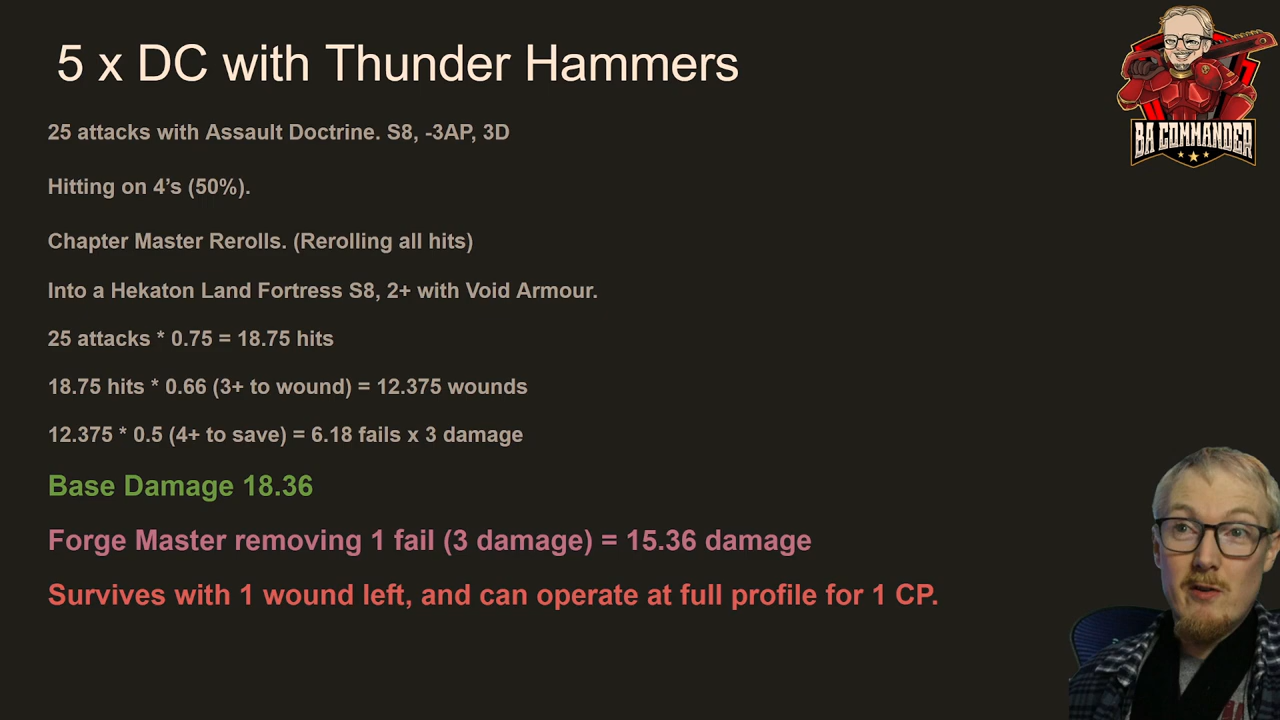 5 x DC with Thunder Hammers
BA COMMANDER
25 attacks with Assault Doctrine. S8, -3AP, 3D
Hitting on 4’s (50%).
Chapter Master Rerolls. (Rerolling all hits)
Into a Hekaton Land Fortress S8, 2+ with Void Armour.
25 attacks * 0.75 = 18.75 hits
18.75 hits * 0.66 (3+ to wound) = 12.375 wounds
12.375 * 0.5 (4+ to save) = 6.18 fails x 3 damage
Base Damage 18.36
Forge Master removing 1 fail (3 damage) = 15.36 damage
Survives with 1 wound left, and can operate at full profile for 1 CP.